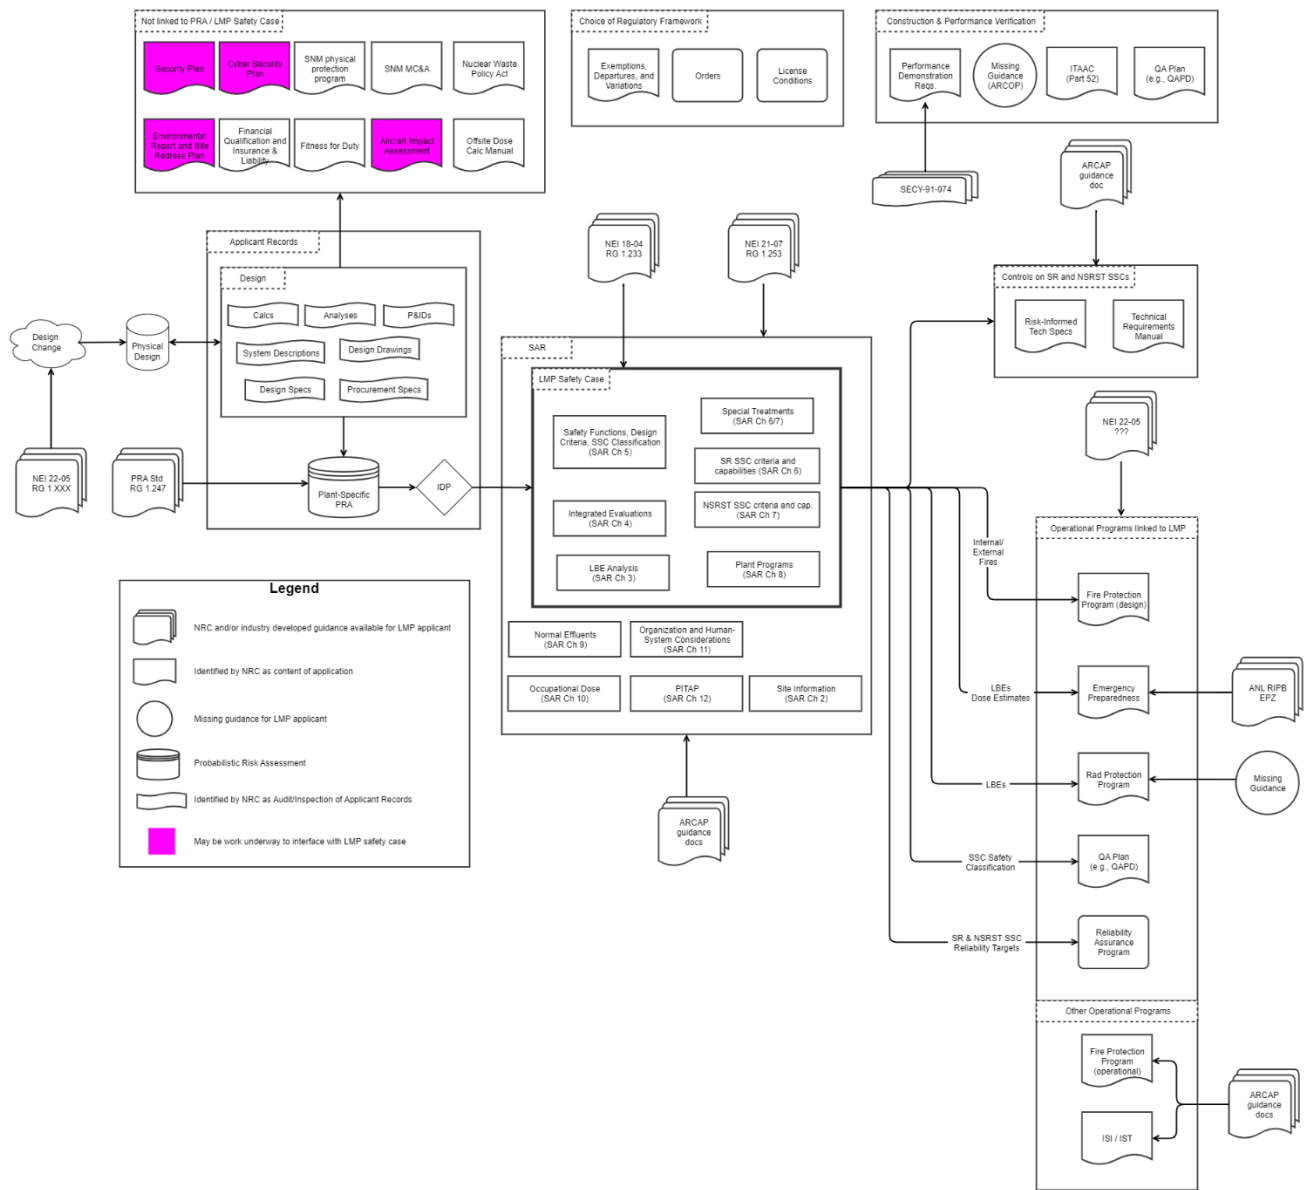 Not linked to PRA / LMP Safety Case
Security Plan
Cyber Security
Plan
SNM physical
protection
program
SNM MC&A
Nuclear Waste
Policy Act
Environmental
Report and Site
Redress Plan
Financial
Qualification and
Insurance &
Liability
Fitness for Duty
Aircraft Impact
Assessment
Offsite Dose
Calc Manual
Choice of Regulatory Framework
Exemptions,
Departures, and
Variations
Orders
License
Conditions
Construction & Performance Verification
Performance
Demonstration
Reqs.
Missing
Guidance
(ARCOP)
ITAAC
(Part 52)
QA Plan
(e.g., QAPD)
SECY-91-074
ARCAP
guidance
doc
Applicant Records
Design
Calcs
Analyses
P&IDs
System Descriptions
Design Drawings
Design Specs
Procurement Specs
Design
Change
Physical
Design
NEI 22-05
RG 1.XXX
PRA Std
RG 1.247
Plant-Specific
PRA
IDP
NEI 18-04
RG 1.233
NEI 21-07
RG 1.253
SAR
LMP Safety Case
Safety Functions, Design
Criteria, SSC Classification
(SAR Ch 5)
Special Treatments
(SAR Ch 6/7)
SR SSC criteria and
capabilities (SAR Ch 6)
Integrated Evaluations
(SAR Ch 4)
NSRST SSC criteria and cap.
(SAR Ch 7)
LBE Analysis
(SAR Ch 3)
Plant Programs
(SAR Ch 8)
Normal Effluents
(SAR Ch 9)
Organization and Human-
System Considerations
(SAR Ch 11)
Occupational Dose
(SAR Ch 10)
PITAP
(SAR Ch 12)
Site Information
(SAR Ch 2)
ARCAP
guidance
docs
Controls on SR and NSRST SSCs
Risk-Informed
Tech Specs
Technical
Requirements
Manual
NEI 22-05
???
Operational Programs linked to LMP
Internal/
External
Fires
Fire Protection
Program (design)
LBEs
Dose Estimates
Emergency
Preparedness
ANL RIPB
EPZ
LBEs
Rad Protection
Program
Missing
Guidance
SSC Safety
Classification
QA Plan
(e.g., QAPD)
SR & NSRST SSC
Reliability Targets
Reliability
Assurance
Program
Other Operational Programs
Fire Protection
Program
(operational)
ISI / IST
ARCAP
guidance
docs
Legend
NRC and/or industry developed guidance available for LMP applicant
Identified by NRC as content of application
Missing guidance for LMP applicant
Probabilistic Risk Assessment
Identified by NRC as Audit/Inspection of Applicant Records
May be work underway to interface with LMP safety case